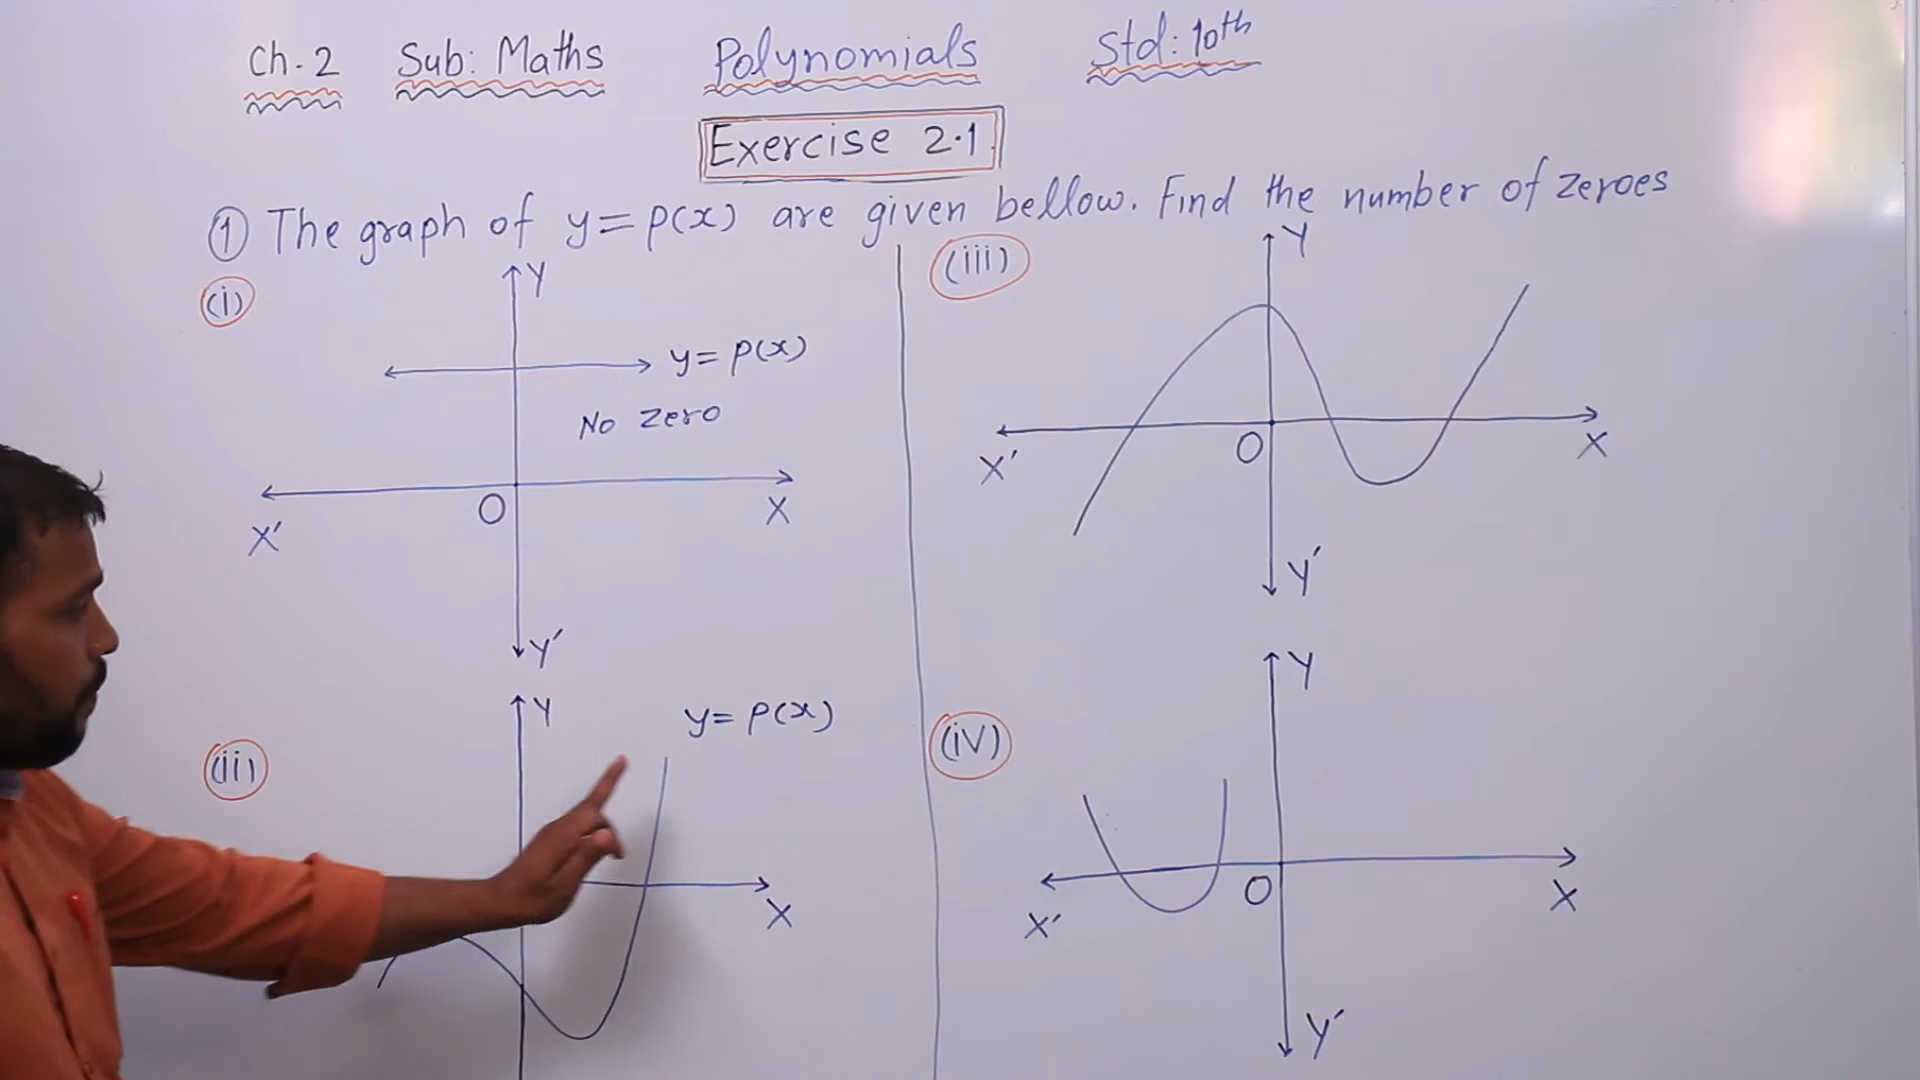 Ch-2 Sub: Maths Polynomials Std: 10th
Exercise 2.1
① The graph of y=P(x) are given bellow. Find the number of zeroes
(i)
Y
y= P(x)
No zero
O
X'
X
Y'
(ii)
Y
y= P(x)
X
(iii)
Y
O
X'
X
Y'
(iv)
Y
O
X'
X
Y'